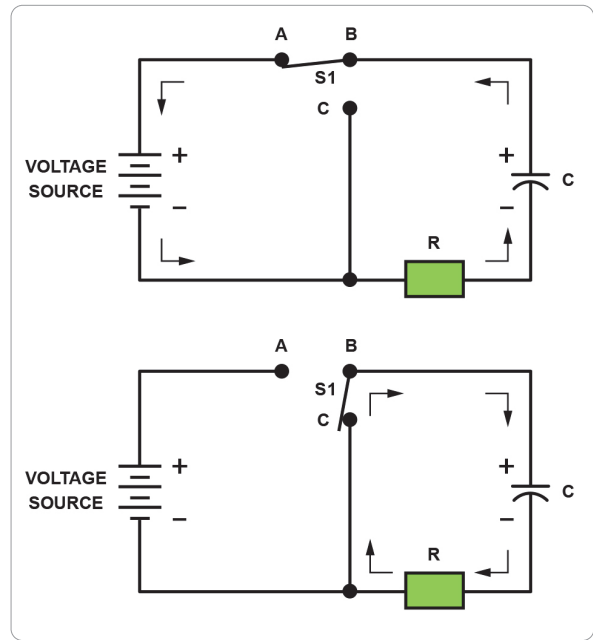 A B
S1
C
+ +
VOLTAGE
SOURCE
C
− −
R
A B
S1
C
+ +
VOLTAGE
SOURCE
C
− −
R